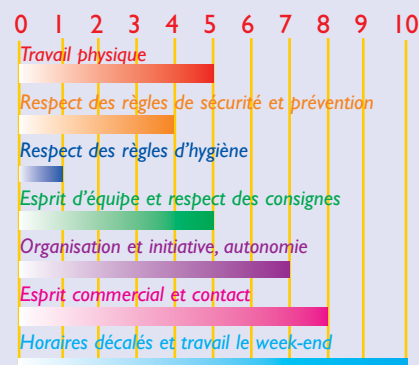 0 1 2 3 4 5 6 7 8 9 10
Travail physique
Respect des règles de sécurité et prévention
Respect des règles d'hygiène
Esprit d'équipe et respect des consignes
Organisation et initiative, autonomie
Esprit commercial et contact
Horaires décalés et travail le week-end